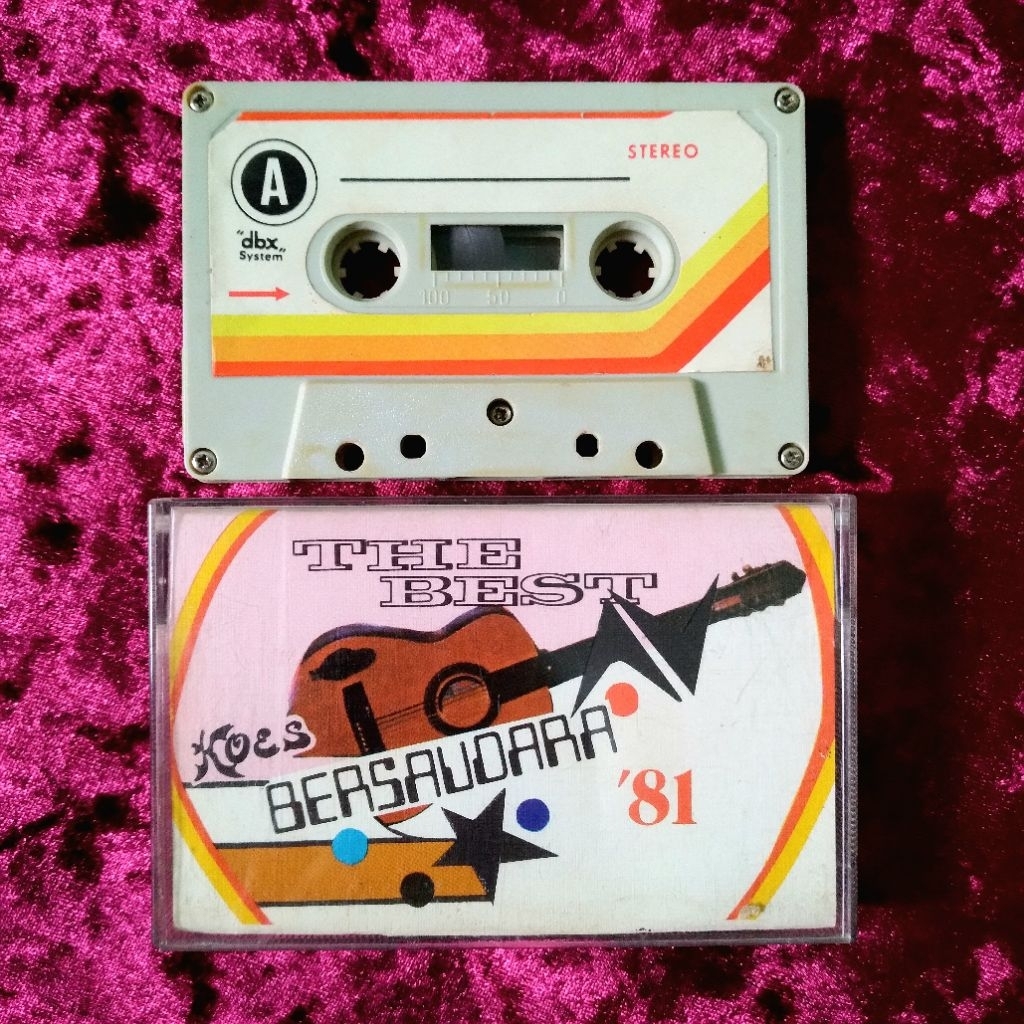 STEREO
A
"dbx"
System
100 50 0
THE
BEST
KOES
BERSAUDARA
'81